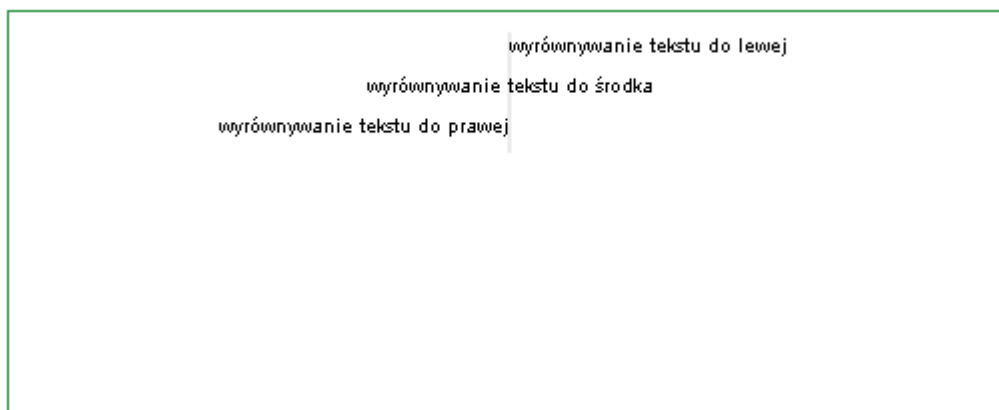 wyrównywanie tekstu do lewej
wyrównywanie tekstu do środka
wyrównywanie tekstu do prawej